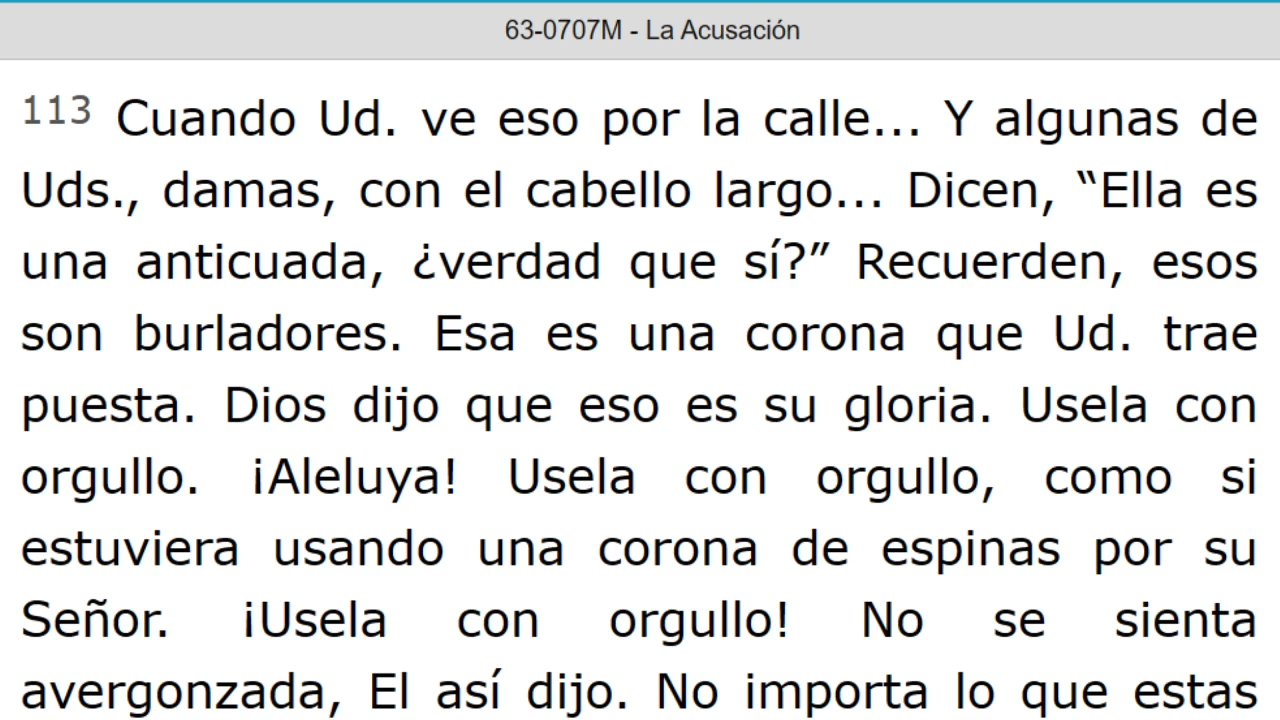 63-0707M - La Acusación
113 Cuando Ud. ve eso por la calle... Y algunas de
Uds., damas, con el cabello largo... Dicen, “Ella es
una anticuada, ¿verdad que sí?” Recuerden, esos
son burladores. Esa es una corona que Ud. trae
puesta. Dios dijo que eso es su gloria. Usela con
orgullo. ¡Aleluya! Usela con orgullo, como si
estuviera usando una corona de espinas por su
Señor. ¡Usela con orgullo! No se sienta
avergonzada, El así dijo. No importa lo que estas